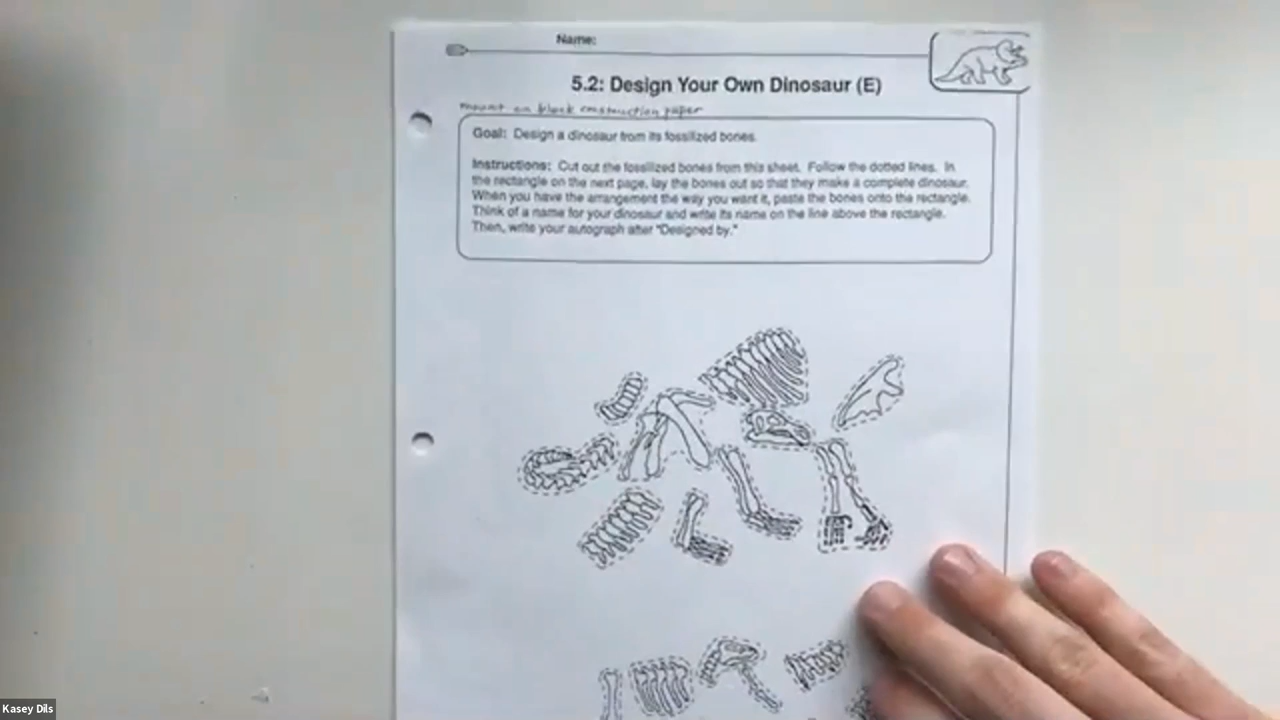 Name:
5.2: Design Your Own Dinosaur (E)
mount on black construction paper
Goal: Design a dinosaur from its fossilized bones.
Instructions: Cut out the fossilized bones from this sheet. Follow the dotted lines. In
the rectangle on the next page, lay the bones out so that they make a complete dinosaur.
When you have the arrangement the way you want it, paste the bones onto the rectangle.
Think of a name for your dinosaur and write its name on the line above the rectangle.
Then, write your autograph after "Designed by."
Kasey Dils